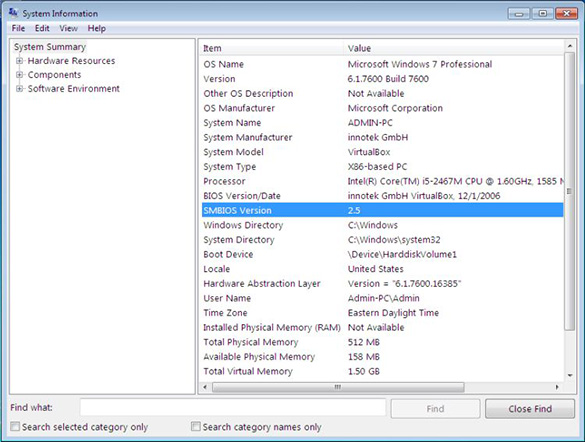 System Information
File Edit View Help
System Summary
Hardware Resources
Components
Software Environment
Item Value
OS Name Microsoft Windows 7 Professional
Version 6.1.7600 Build 7600
Other OS Description Not Available
OS Manufacturer Microsoft Corporation
System Name ADMIN-PC
System Manufacturer innotek GmbH
System Model VirtualBox
System Type X86-based PC
Processor Intel(R) Core(TM) i5-2467M CPU @ 1.60GHz, 1585 M
BIOS Version/Date innotek GmbH VirtualBox, 12/1/2006
SMBIOS Version 2.5
Windows Directory C:\Windows
System Directory C:\Windows\system32
Boot Device \Device\HarddiskVolume1
Locale United States
Hardware Abstraction Layer Version = "6.1.7600.16385"
User Name Admin-PC\Admin
Time Zone Eastern Daylight Time
Installed Physical Memory (RAM) Not Available
Total Physical Memory 512 MB
Available Physical Memory 158 MB
Total Virtual Memory 1.50 GB
Find what: Find Close Find
Search selected category only Search category names only